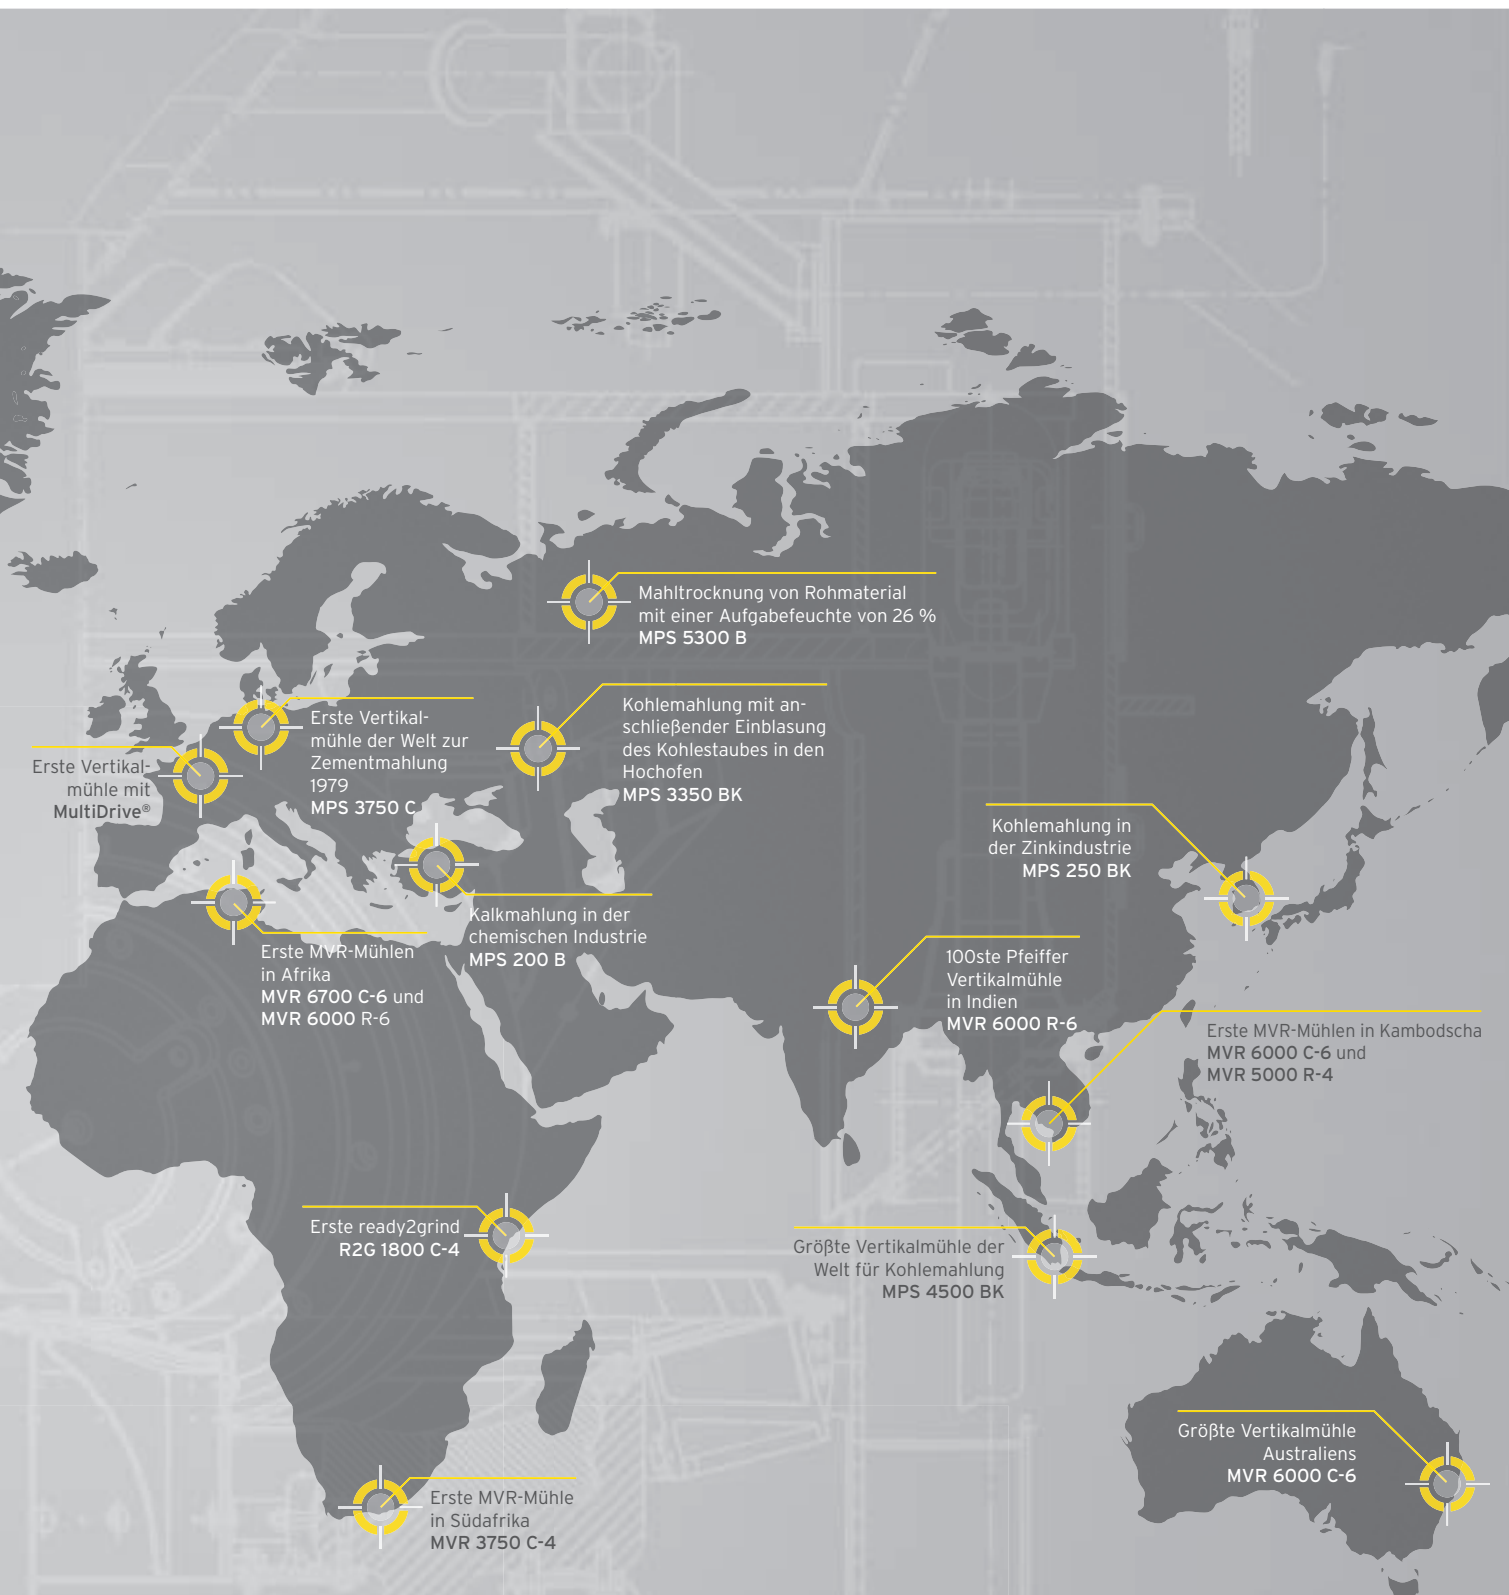 Mahltrocknung von Rohmaterial
mit einer Aufgabefeuchte von 26 %
MPS 5300 B
Kohlemahlung mit an-
schließender Einblasung
des Kohlestaubes in den
Hochofen
MPS 3350 BK
Erste Vertikal-
mühle der Welt zur
Zementmahlung
1979
MPS 3750 C
Erste Vertikal-
mühle mit
MultiDrive®
Kohlemahlung in
der Zinkindustrie
MPS 250 BK
Kalkmahlung in der
chemischen Industrie
MPS 200 B
Erste MVR-Mühlen
in Afrika
MVR 6700 C-6 und
MVR 6000 R-6
100ste Pfeiffer
Vertikalmühle
in Indien
MVR 6000 R-6
Erste MVR-Mühlen in Kambodscha
MVR 6000 C-6 und
MVR 5000 R-4
Erste ready2grind
R2G 1800 C-4
Größte Vertikalmühle der
Welt für Kohlemahlung
MPS 4500 BK
Größte Vertikalmühle
Australiens
MVR 6000 C-6
Erste MVR-Mühle
in Südafrika
MVR 3750 C-4